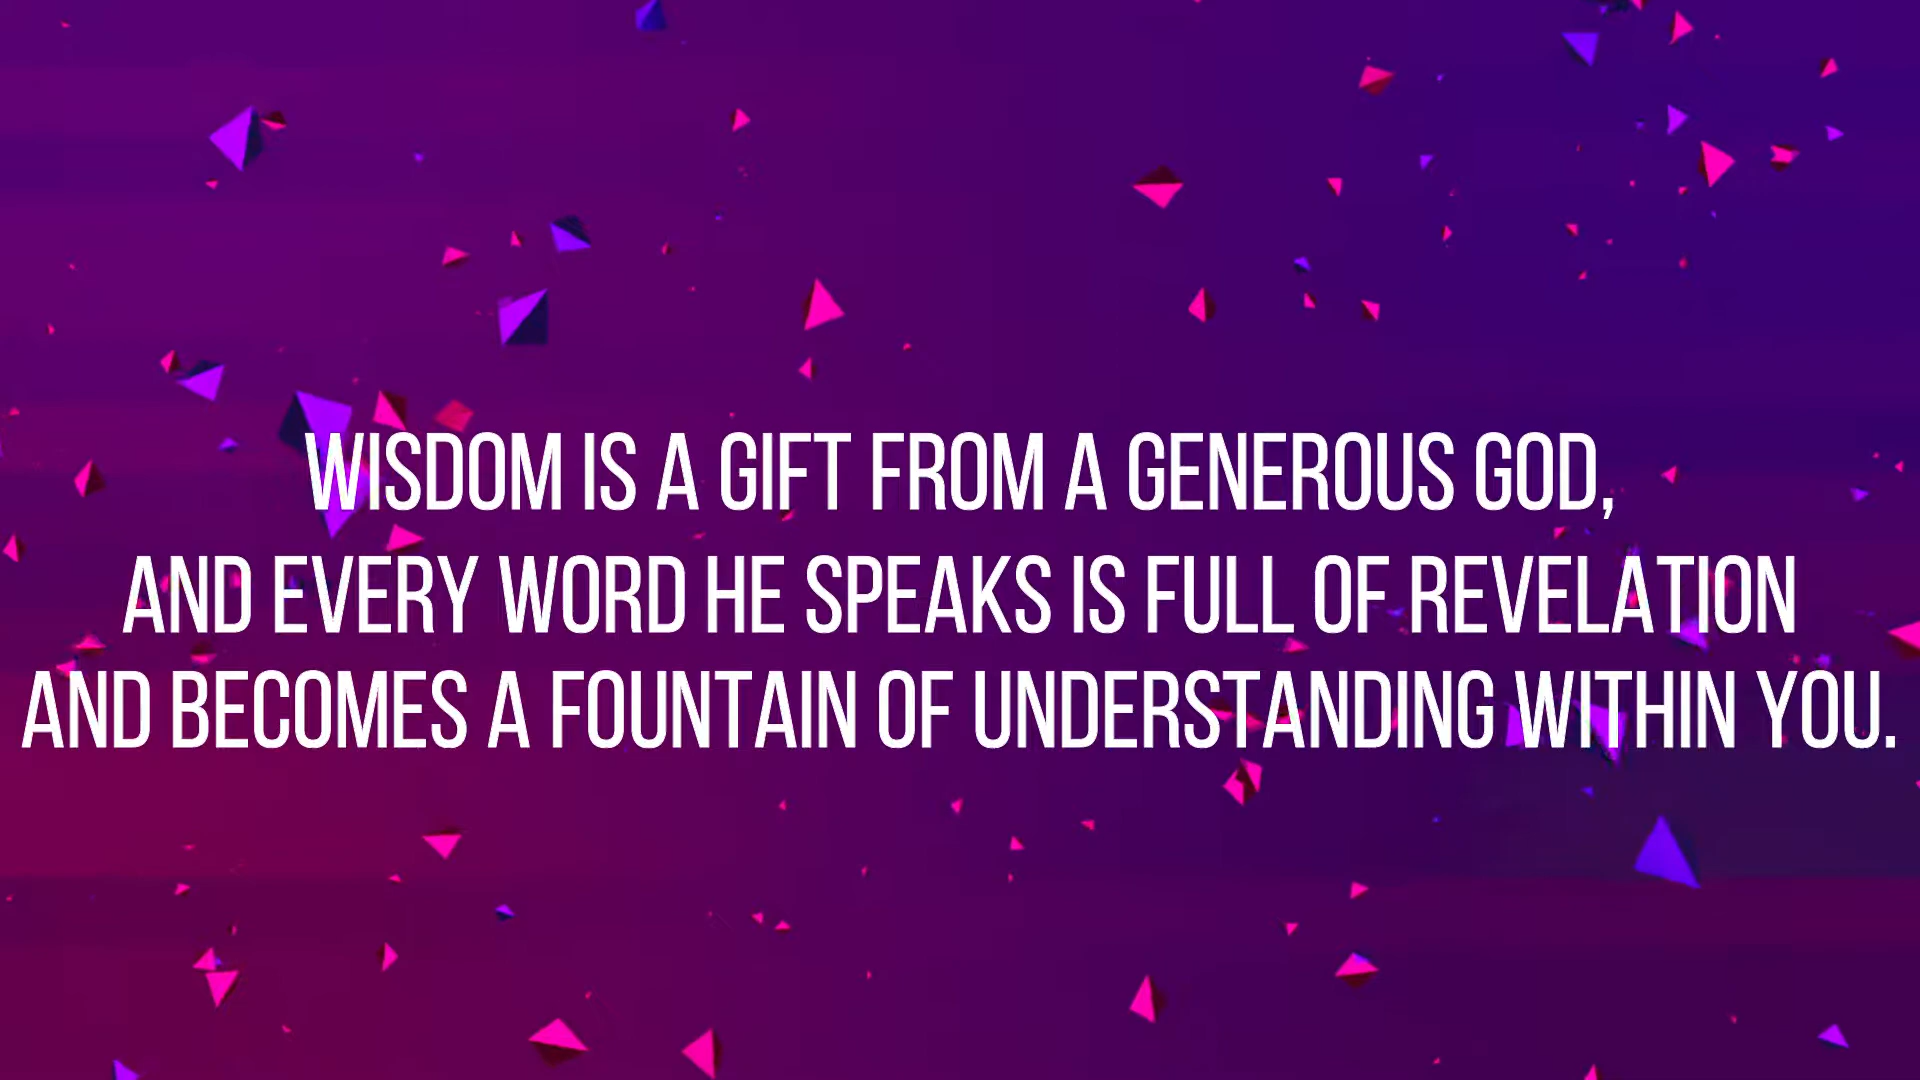 WISDOM IS A GIFT FROM A GENEROUS GOD,
AND EVERY WORD HE SPEAKS IS FULL OF REVELATION
AND BECOMES A FOUNTAIN OF UNDERSTANDING WITHIN YOU.